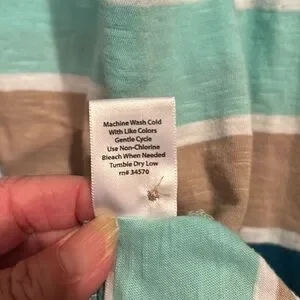 Machine Wash Cold
With Like Colors
Gentle Cycle
Use Non-Chlorine
Bleach When Needed
Tumble Dry Low
rn# 34570